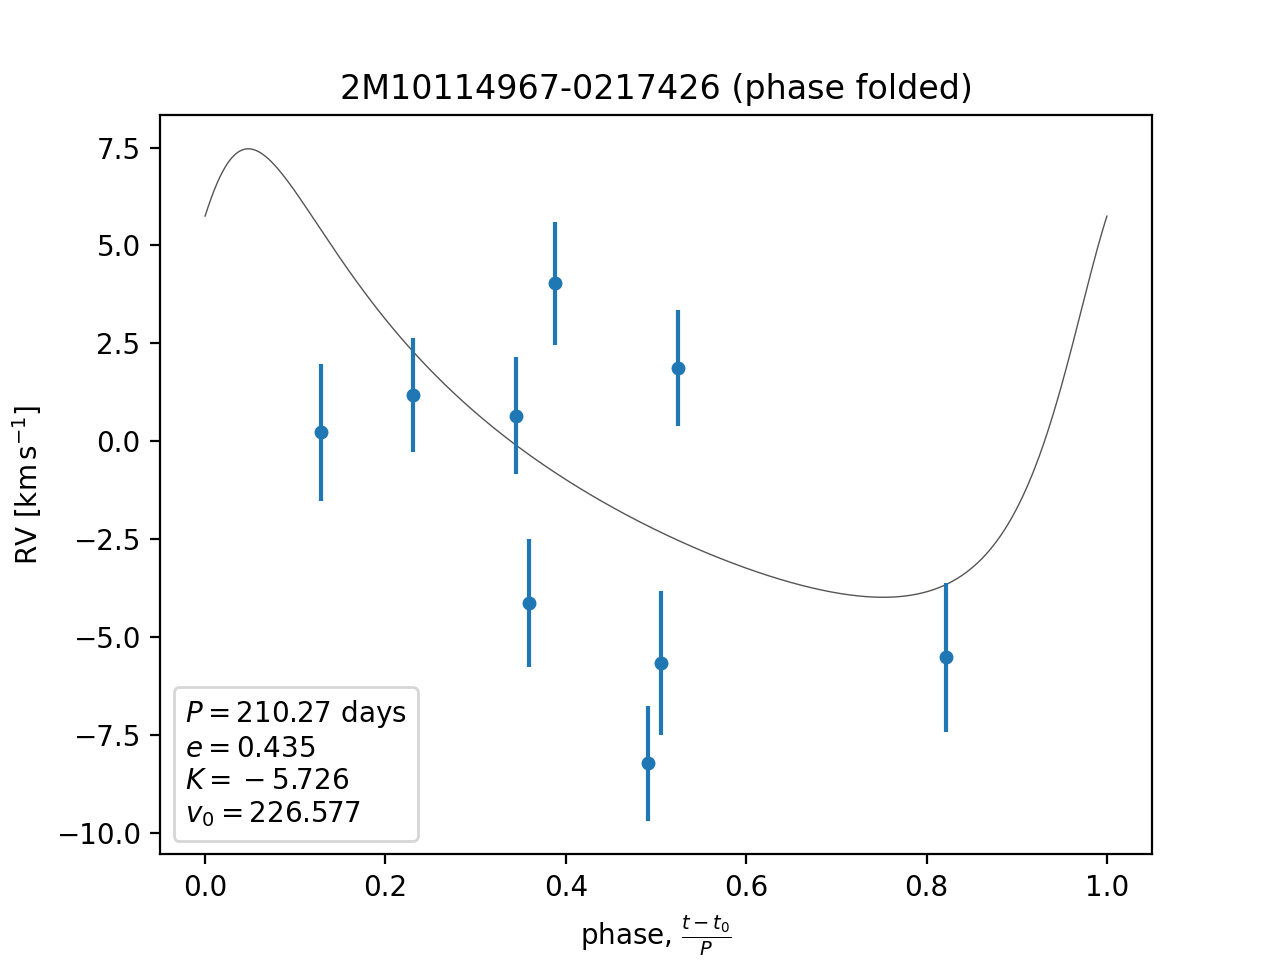 2M10114967-0217426 (phase folded)
7.5
5.0
2.5
0.0
−2.5
−5.0
−7.5
−10.0
RV [km s⁻¹]
P = 210.27 days
e = 0.435
K = −5.726
v₀ = 226.577
0.0 0.2 0.4 0.6 0.8 1.0
phase, (t − t₀)/P